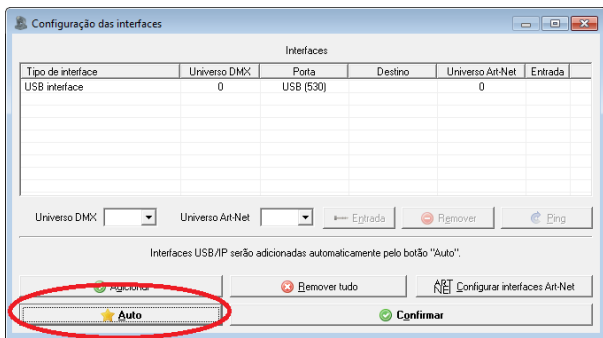 Configuração das interfaces
Interfaces
Tipo de interface Universo DMX Porta Destino Universo Art-Net Entrada
USB interface 0 USB (530) 0
Universo DMX Universo Art-Net Entrada Remover Ping
Interfaces USB/IP serão adicionadas automaticamente pelo botão "Auto".
Adicionar Remover tudo ART NET Configurar interfaces Art-Net
Auto Confirmar